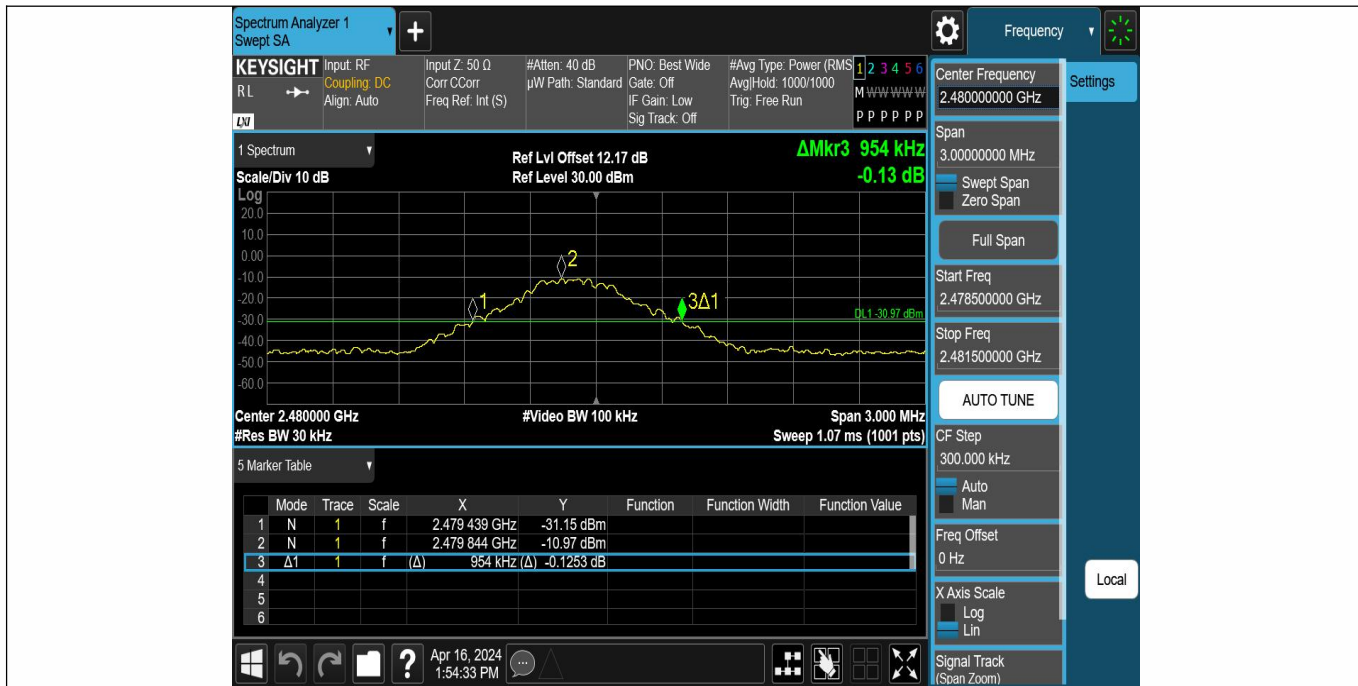 Spectrum Analyzer 1
Swept SA
+
Frequency
KEYSIGHT
RL
LXI
Input: RF
Coupling: DC
Align: Auto
Input Z: 50 Ω
Corr CCorr
Freq Ref: Int (S)
#Atten: 40 dB
µW Path: Standard
PNO: Best Wide
Gate: Off
IF Gain: Low
Sig Track: Off
#Avg Type: Power (RMS
Avg|Hold: 1000/1000
Trig: Free Run
1 2 3 4 5 6
M W W W W W
P P P P P P
1 Spectrum
Scale/Div 10 dB
Ref Lvl Offset 12.17 dB
Ref Level 30.00 dBm
ΔMkr3 954 kHz
-0.13 dB
Log
20.0
10.0
0.00
-10.0
-20.0
-30.0
-40.0
-50.0
-60.0
1
2
3Δ1
DL1 -30.97 dBm
Center 2.480000 GHz
#Video BW 100 kHz
Span 3.000 MHz
#Res BW 30 kHz
Sweep 1.07 ms (1001 pts)
5 Marker Table
Mode Trace Scale X Y Function Function Width Function Value
1 N 1 f 2.479 439 GHz -31.15 dBm
2 N 1 f 2.479 844 GHz -10.97 dBm
3 Δ1 1 f (Δ) 954 kHz (Δ) -0.1253 dB
4
5
6
?
Apr 16, 2024
1:54:33 PM
Center Frequency
2.480000000 GHz
Settings
Span
3.00000000 MHz
Swept Span
Zero Span
Full Span
Start Freq
2.478500000 GHz
Stop Freq
2.481500000 GHz
AUTO TUNE
CF Step
300.000 kHz
Auto
Man
Freq Offset
0 Hz
Local
X Axis Scale
Log
Lin
Signal Track
(Span Zoom)